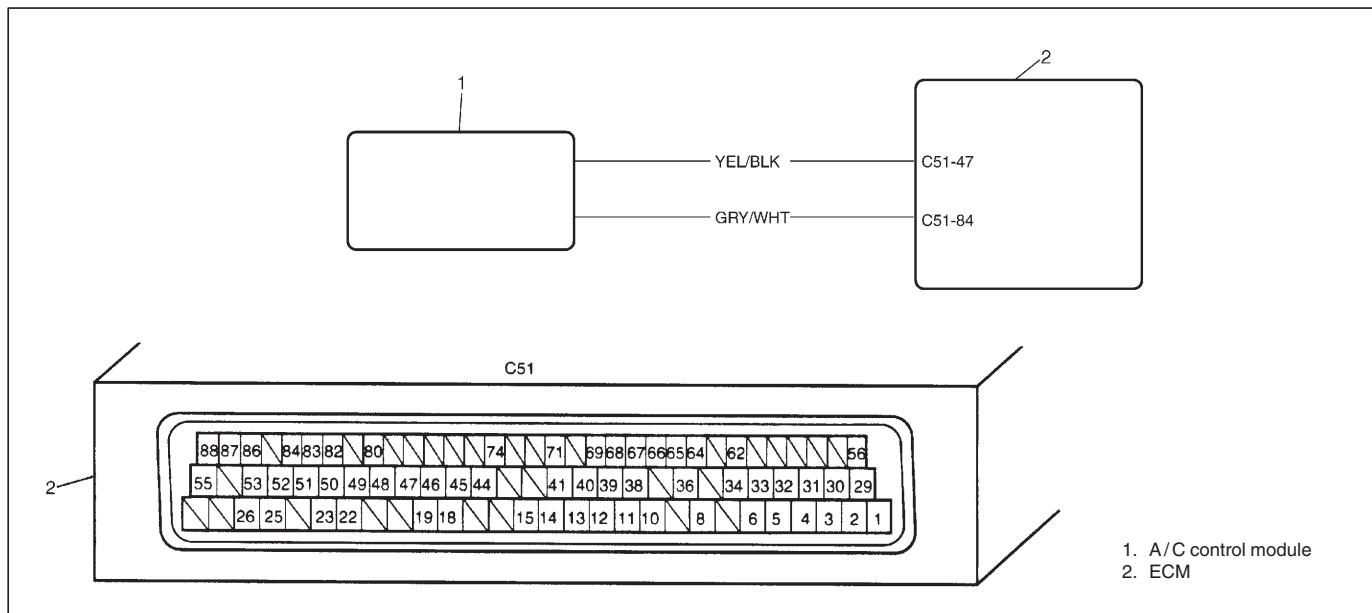 1
2
YEL/BLK
C51-47
GRY/WHT
C51-84
C51
88 87 86 84 83 82 80 74 71 69 68 67 66 65 64 62 56
2
55 53 52 51 50 49 48 47 46 45 44 41 40 39 38 36 34 33 32 31 30 29
26 25 23 22 19 18 15 14 13 12 11 10 8 6 5 4 3 2 1
1. A/C control module
2. ECM